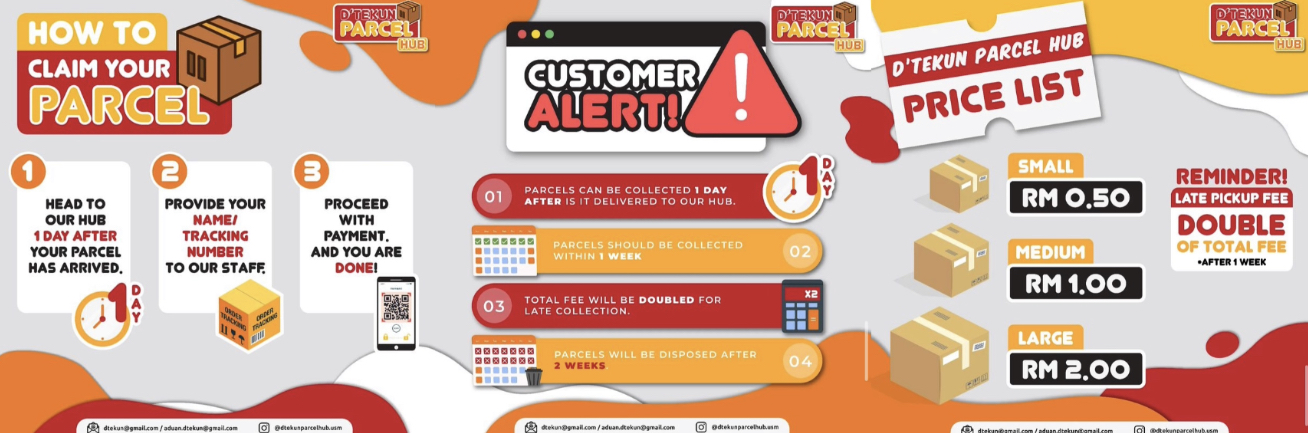 HOW TO
CLAIM YOUR
PARCEL
D'TEKUN
PARCEL
HUB
1
HEAD TO
OUR HUB
1 DAY AFTER
YOUR PARCEL
HAS ARRIVED.
1 DAY
2
PROVIDE YOUR
NAME/
TRACKING
NUMBER
TO OUR STAFF.
ORDER TRACKING
ORDER TRACKING
3
PROCEED
WITH
PAYMENT.
AND YOU ARE
DONE!
dtekun@gmail.com / aduan.dtekun@gmail.com
@dtekunparcelhub.usm
CUSTOMER
ALERT!
D'TEKUN
PARCEL
HUB
01
PARCELS CAN BE COLLECTED 1 DAY
AFTER IS IT DELIVERED TO OUR HUB.
1 DAY
PARCELS SHOULD BE COLLECTED
WITHIN 1 WEEK
02
03
TOTAL FEE WILL BE DOUBLED FOR
LATE COLLECTION.
X2
PARCELS WILL BE DISPOSED AFTER
2 WEEKS
04
dtekun@gmail.com / aduan.dtekun@gmail.com
@dtekunparcelhub.usm
D'TEKUN PARCEL HUB
PRICE LIST
D'TEKUN
PARCEL
HUB
SMALL
RM 0.50
MEDIUM
RM 1.00
LARGE
RM 2.00
REMINDER!
LATE PICKUP FEE
DOUBLE
OF TOTAL FEE
*AFTER 1 WEEK
dtekun@gmail.com / aduan.dtekun@gmail.com
@dtekunparcelhub.usm